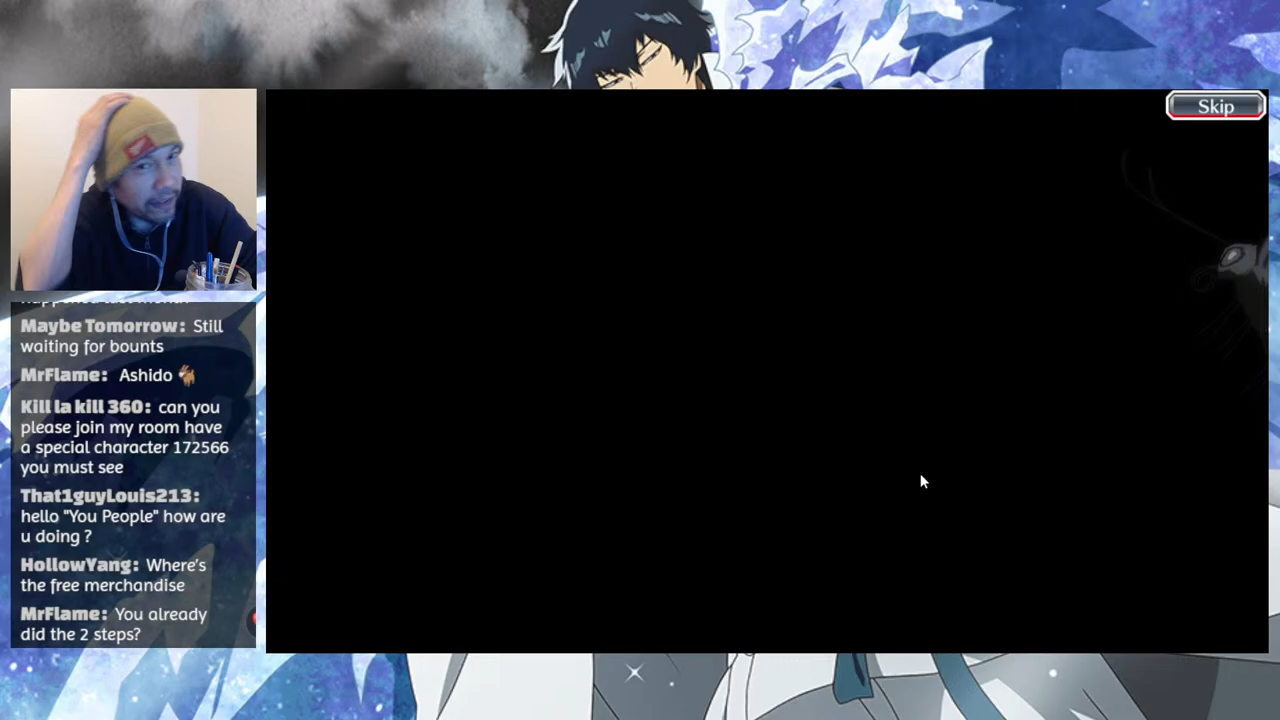 Skip
Maybe Tomorrow: Still
waiting for bounts
MrFlame: Ashido
Kill la kill 360: can you
please join my room have
a special character 172566
you must see
That1guyLouis213:
hello "You People" how are
u doing ?
HollowYang: Where's
the free merchandise
MrFlame: You already
did the 2 steps?